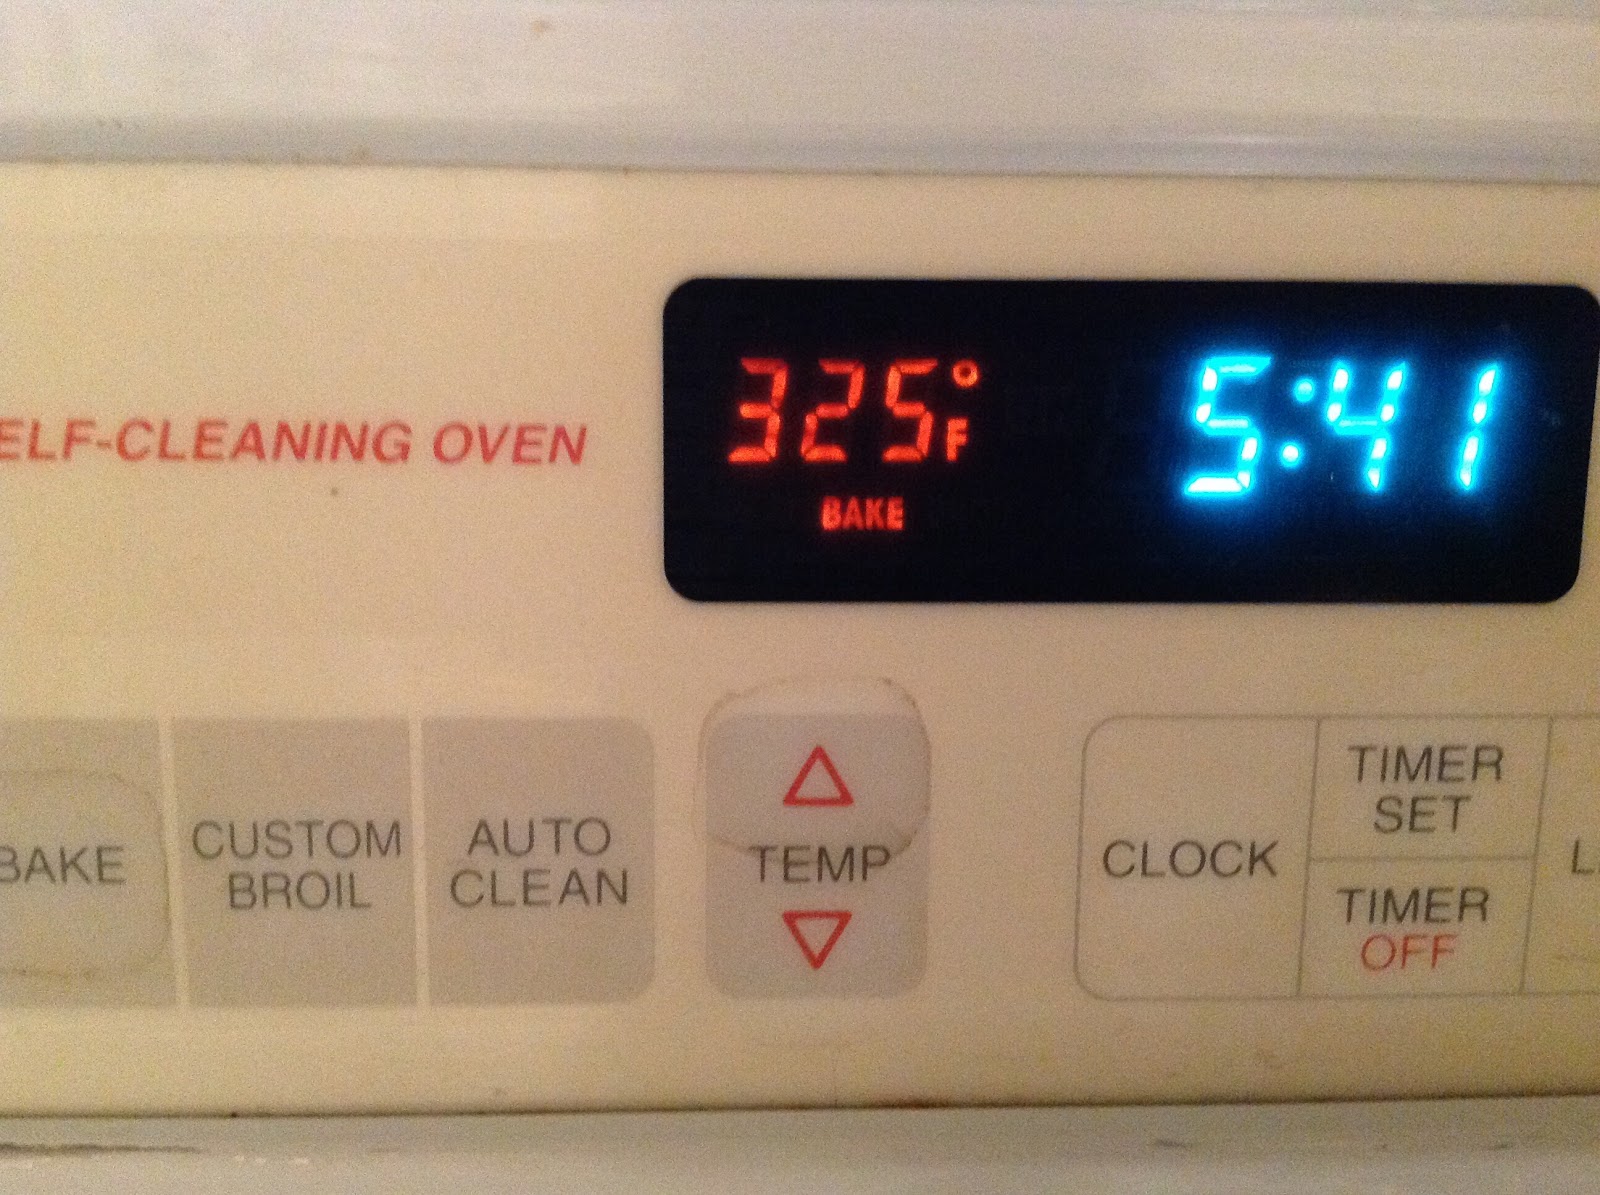 ELF-CLEANING OVEN
325°F
BAKE
5:41
BAKE
CUSTOM
BROIL
AUTO
CLEAN
TEMP
CLOCK
TIMER
SET
TIMER
OFF